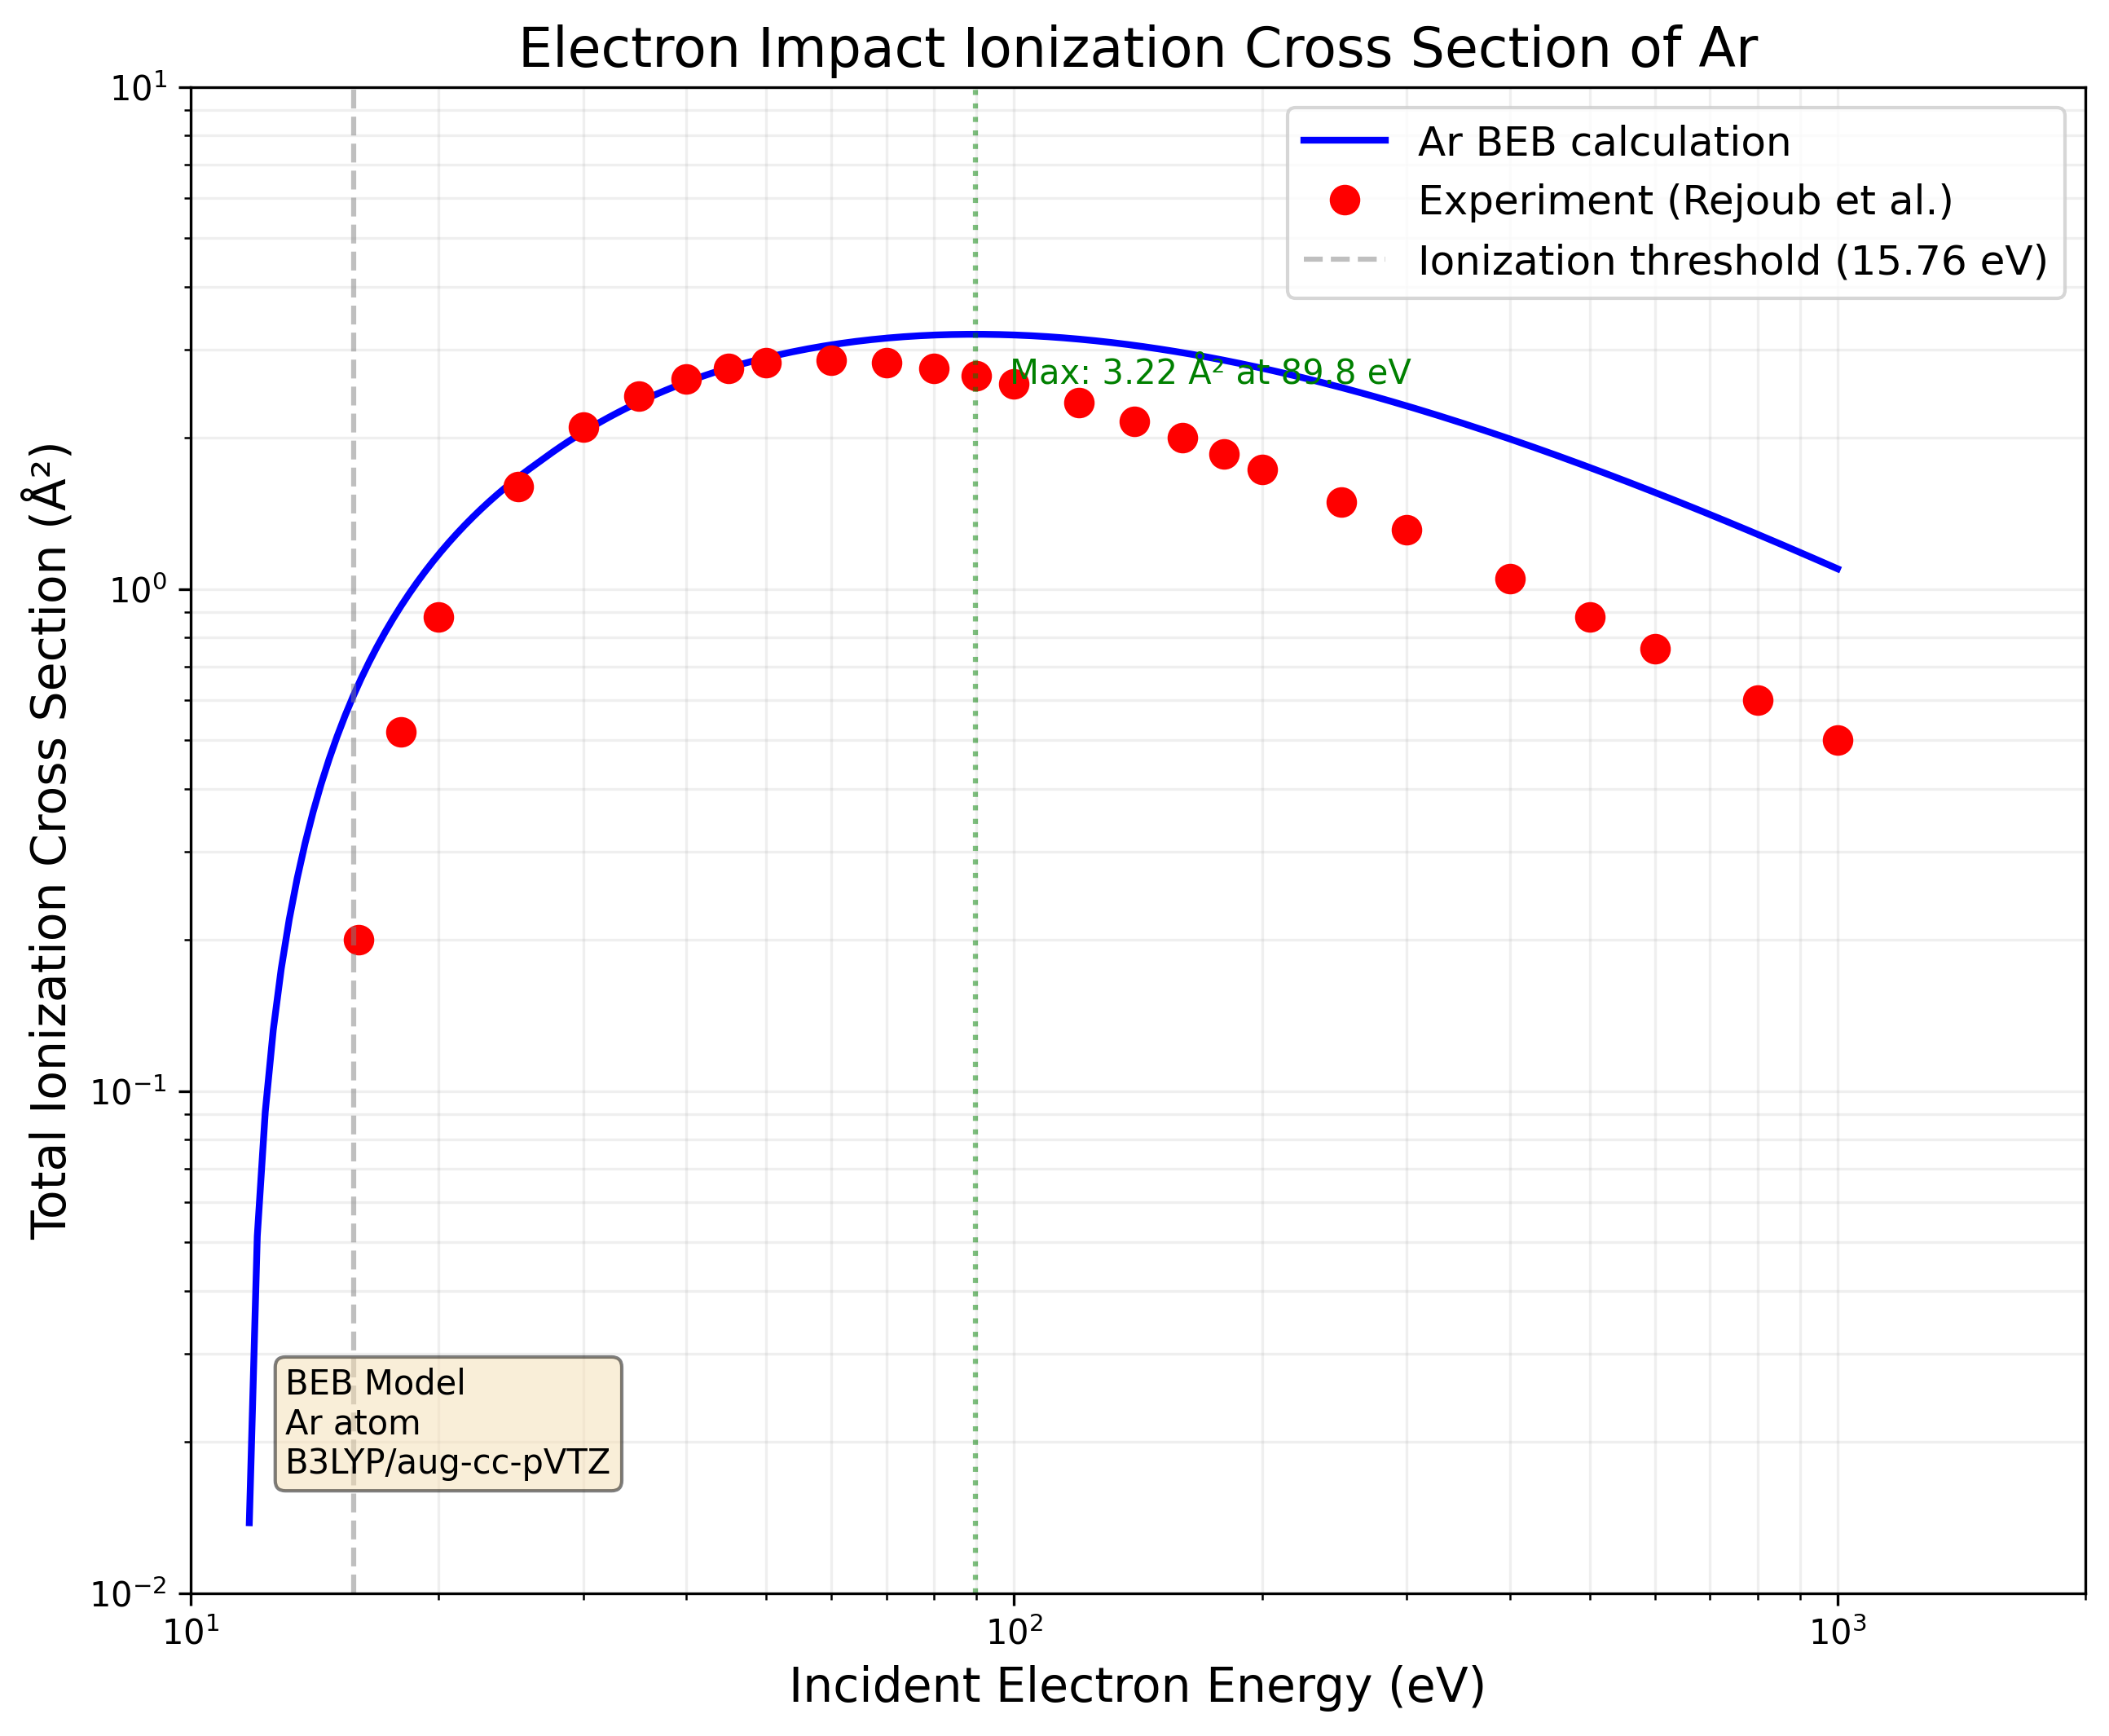 Electron Impact Ionization Cross Section of Ar
Ar BEB calculation
Experiment (Rejoub et al.)
Ionization threshold (15.76 eV)
Max: 3.22 Å² at 89.8 eV
BEB Model
Ar atom
B3LYP/aug-cc-pVTZ
Total Ionization Cross Section (Å²)
10¹
10⁰
10⁻¹
10⁻²
10¹ 10² 10³
Incident Electron Energy (eV)